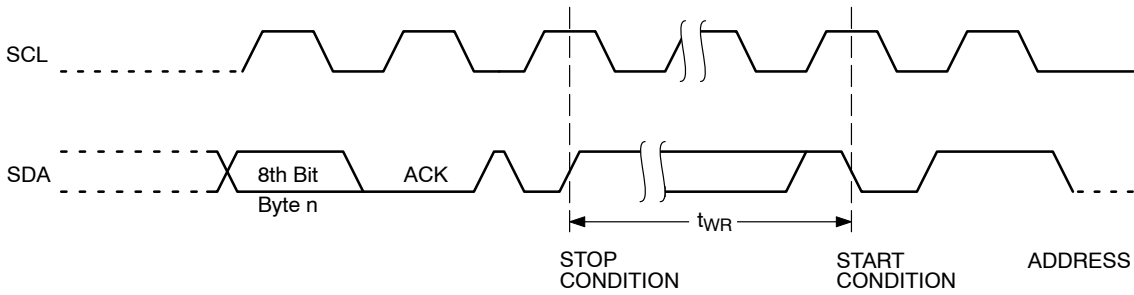 SCL
SDA
8th Bit
Byte n
ACK
tWR
STOP
CONDITION
START
CONDITION
ADDRESS